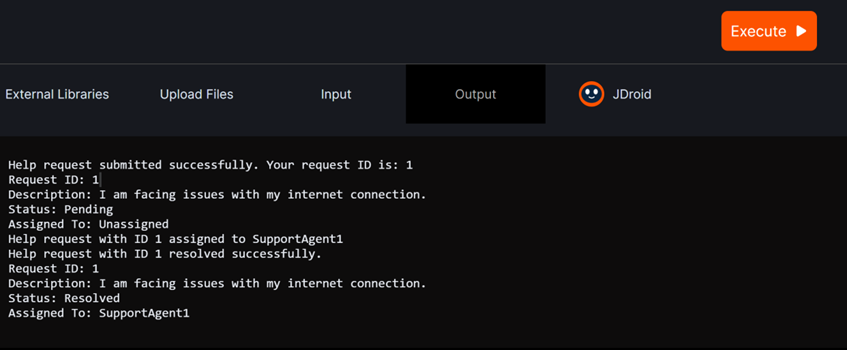 Execute
External Libraries
Upload Files
Input
Output
JDroid
Help request submitted successfully. Your request ID is: 1
Request ID: 1
Description: I am facing issues with my internet connection.
Status: Pending
Assigned To: Unassigned
Help request with ID 1 assigned to SupportAgent1
Help request with ID 1 resolved successfully.
Request ID: 1
Description: I am facing issues with my internet connection.
Status: Resolved
Assigned To: SupportAgent1